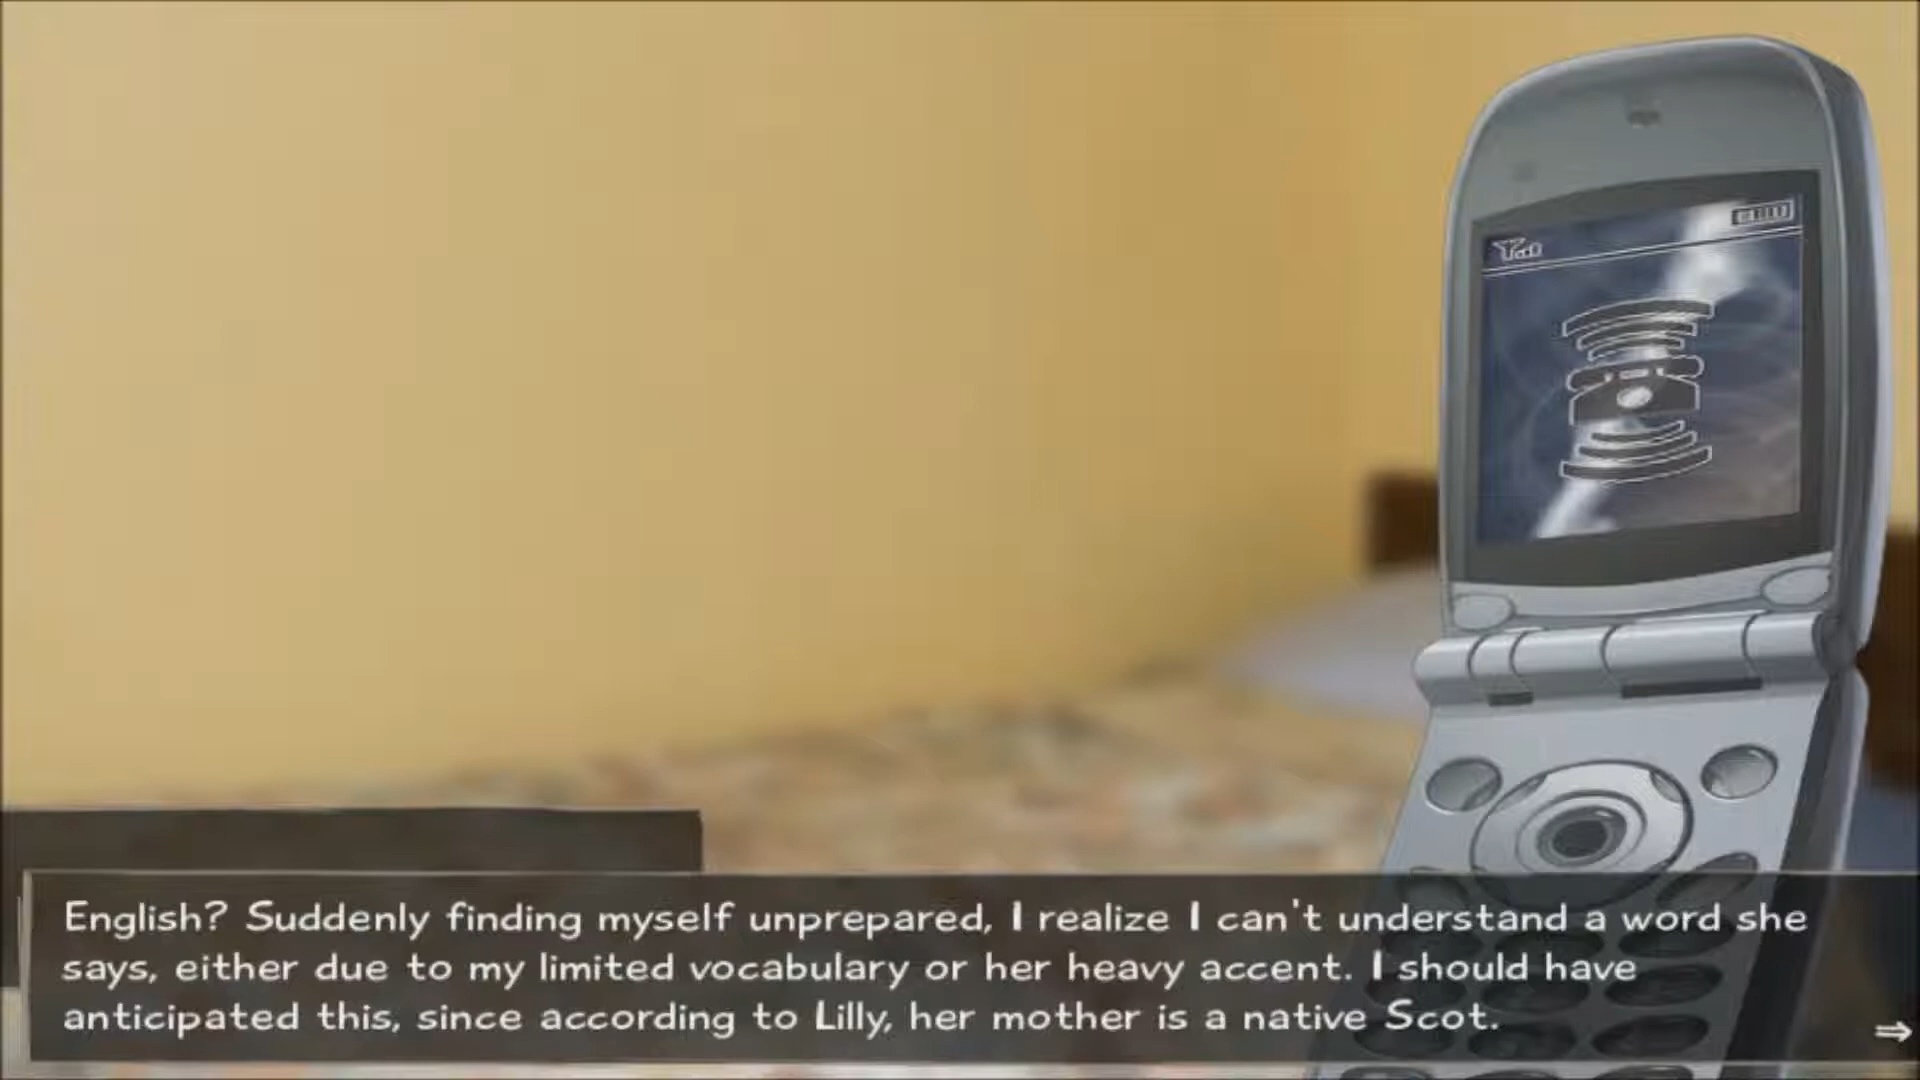 English? Suddenly finding myself unprepared, I realize I can't understand a word she
says, either due to my limited vocabulary or her heavy accent. I should have
anticipated this, since according to Lilly, her mother is a native Scot.